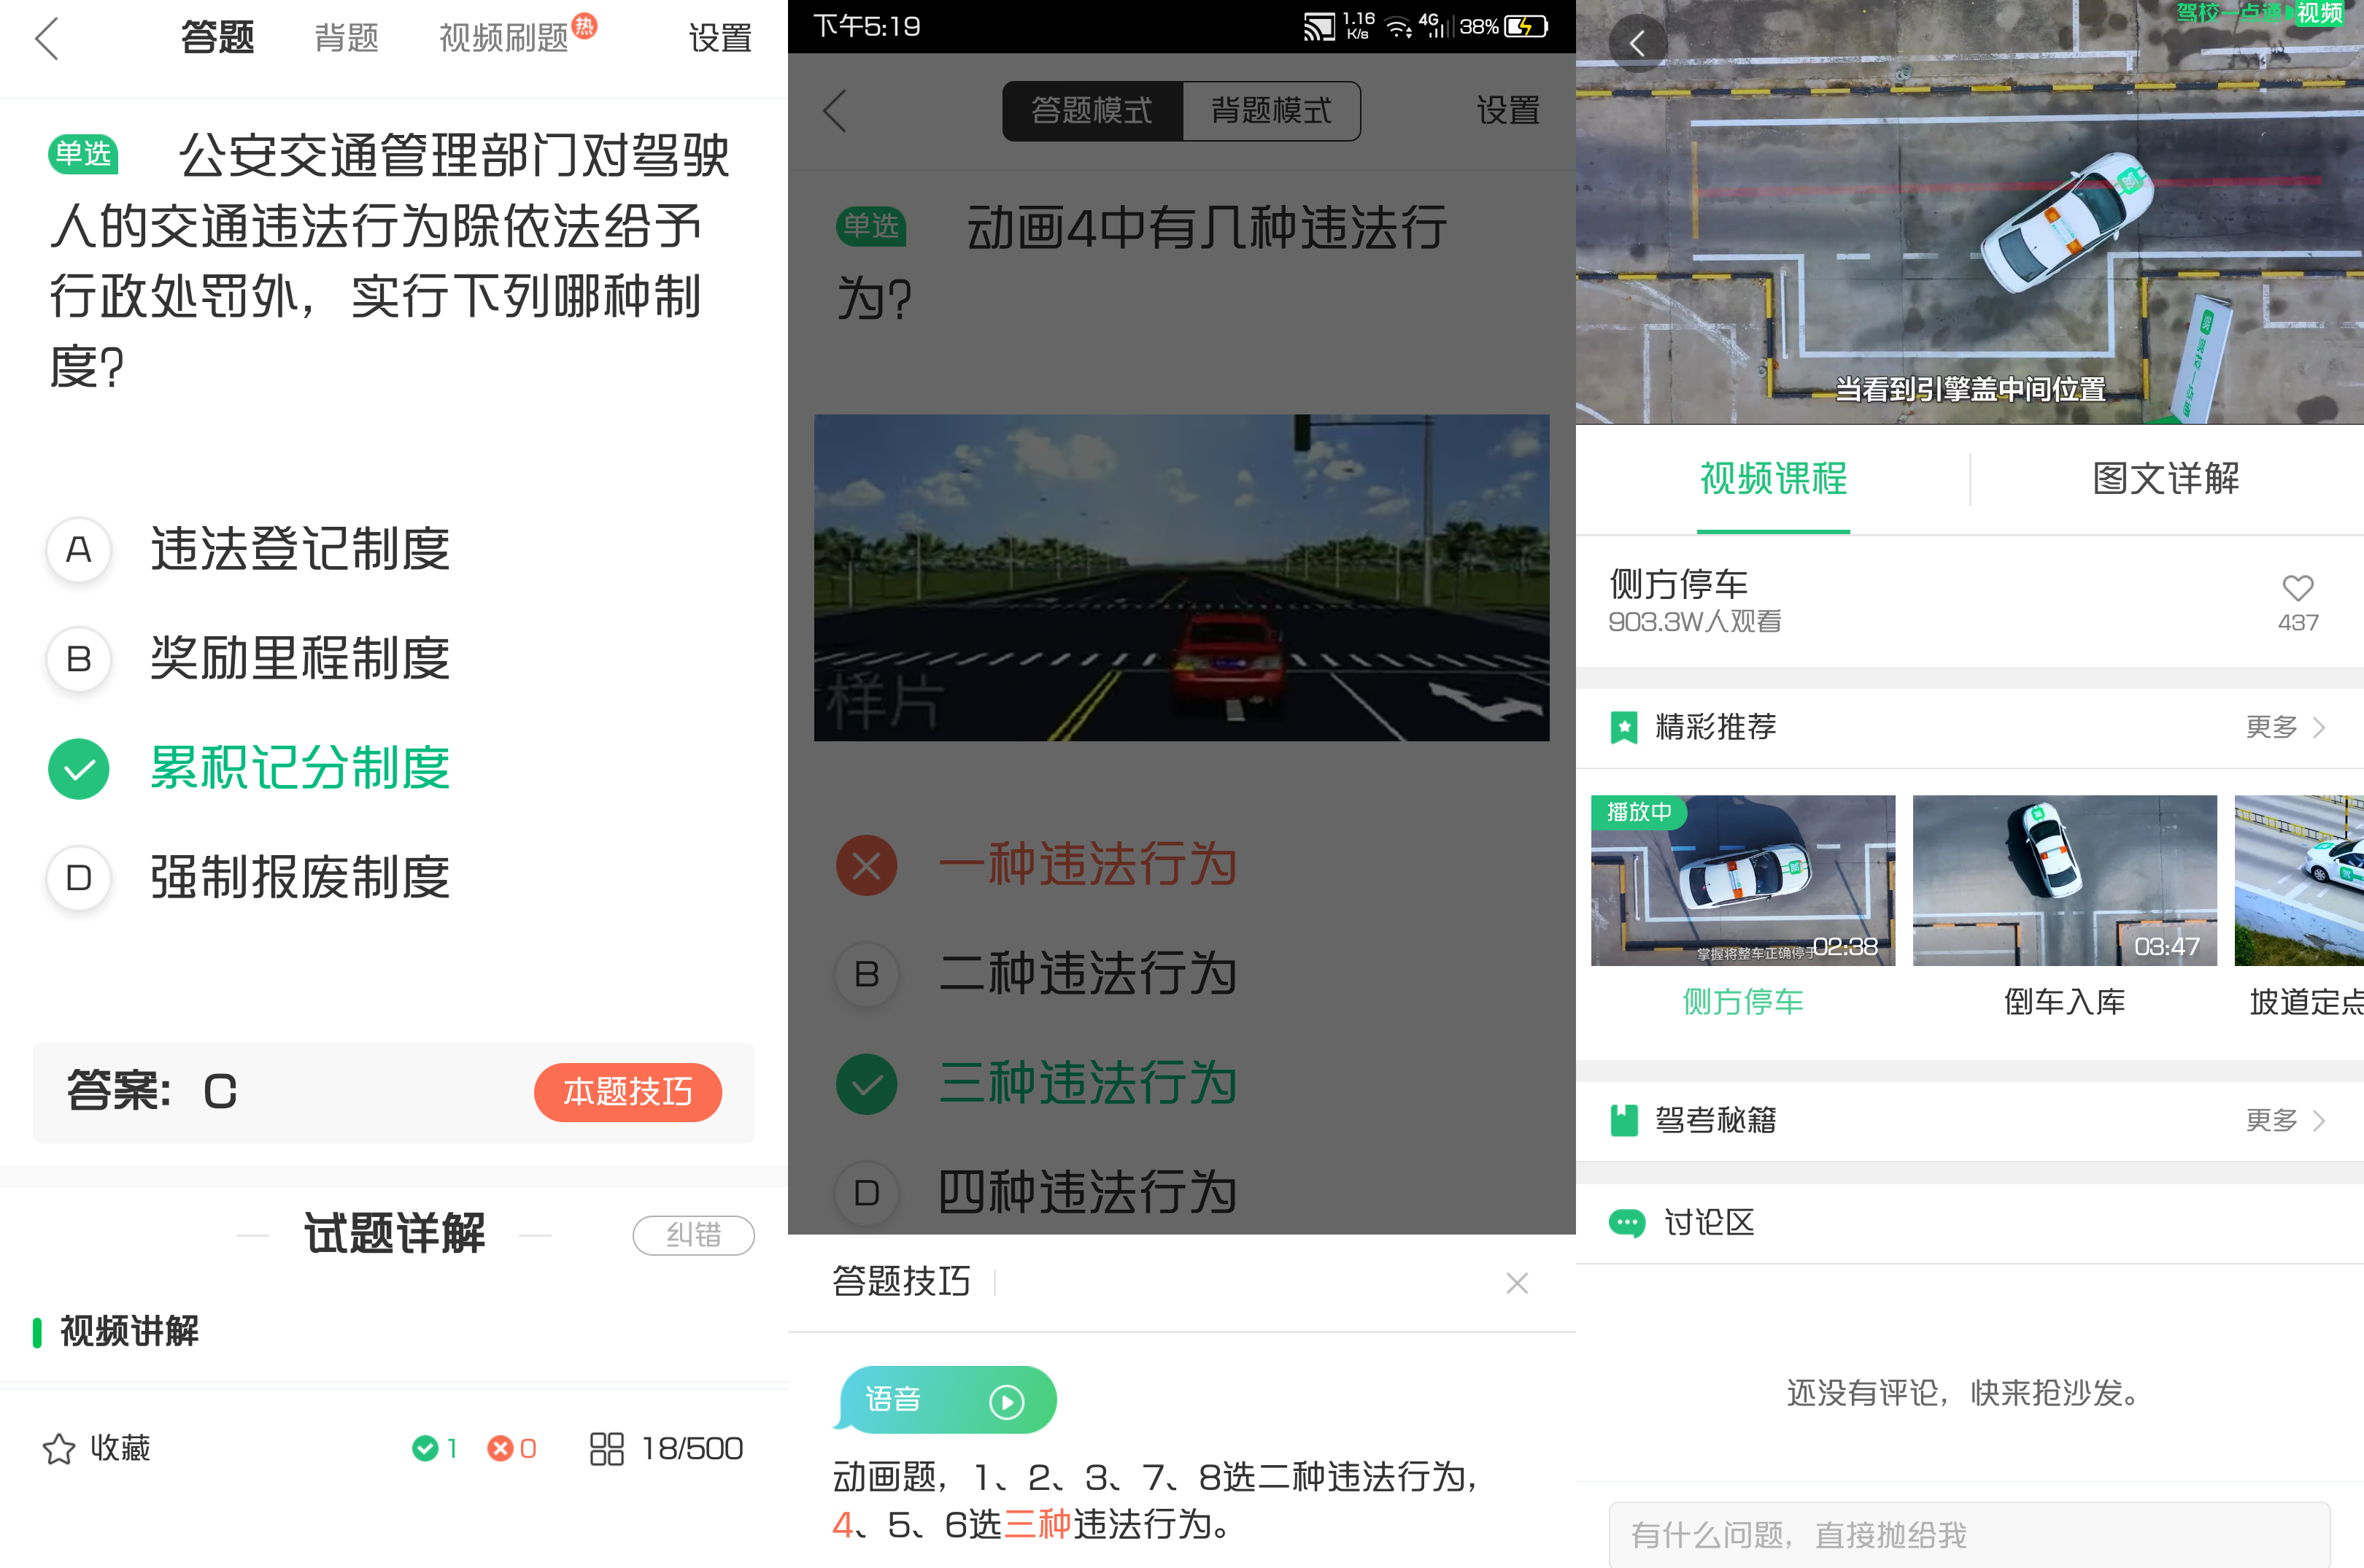 答题
背题
视频刷题
热
设置
单选
公安交通管理部门对驾驶
人的交通违法行为除依法给予
行政处罚外，实行下列哪种制
度？
A 违法登记制度
B 奖励里程制度
累积记分制度
D 强制报废制度
答案：C
本题技巧
试题详解
纠错
视频讲解
收藏
1
0
18/500
下午5:19
1.16
K/s
4G
38%
答题模式
背题模式
设置
单选
动画4中有几种违法行
为？
样片
一种违法行为
B 二种违法行为
三种违法行为
D 四种违法行为
答题技巧
语音
动画题，1、2、3、7、8选二种违法行为，
4、5、6选三种违法行为。
驾校一点通
视频
驾校一点通
当看到引擎盖中间位置
视频课程
图文详解
侧方停车
903.3W人观看
437
精彩推荐
更多
播放中
掌握将整车正确停于
02:38
03:47
侧方停车
倒车入库
坡道定点
驾考秘籍
更多
讨论区
还没有评论，快来抢沙发。
有什么问题，直接抛给我